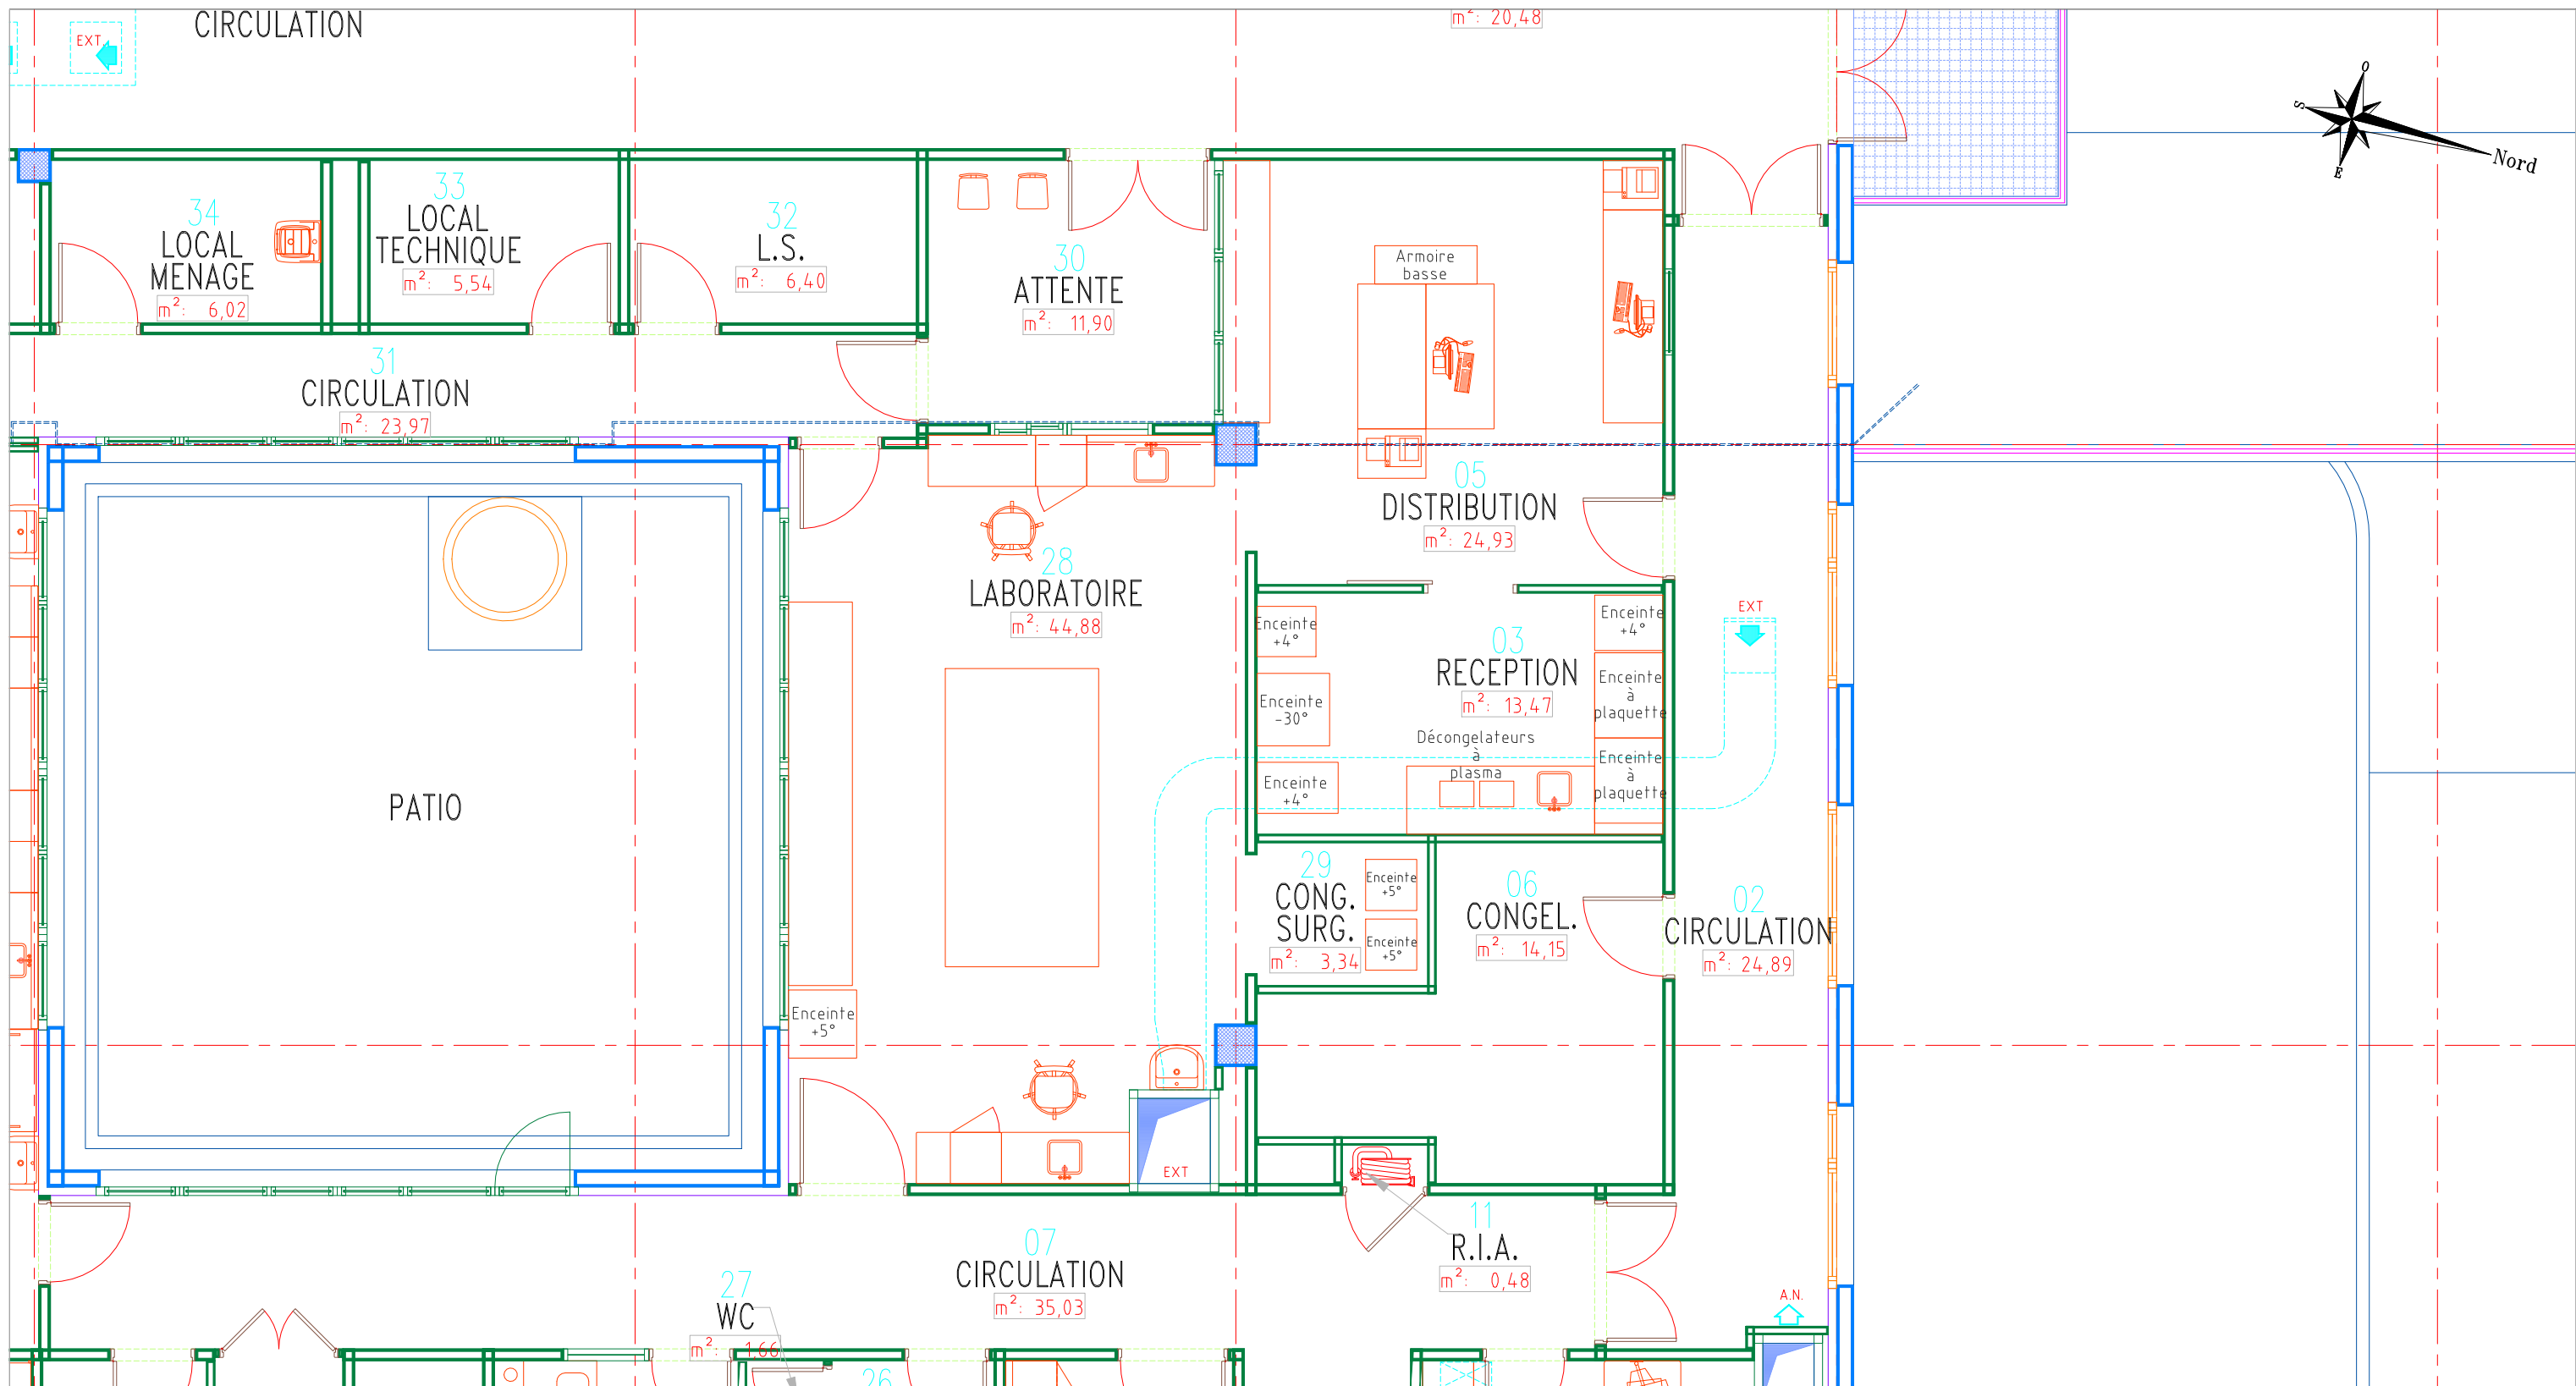 CIRCULATION
m²: 20,48
EXT
O
S
Nord
E
34
LOCAL
MENAGE
m²: 6,02
33
LOCAL
TECHNIQUE
m²: 5,54
32
L.S.
m²: 6,40
30
ATTENTE
m²: 11,90
Armoire
basse
31
CIRCULATION
m²: 23,97
05
DISTRIBUTION
m²: 24,93
28
LABORATOIRE
m²: 44,88
Enceinte
+4°
03
RECEPTION
m²: 13,47
Enceinte
+4°
EXT
Enceinte
-30°
Enceinte
à
plaquette
Décongelateurs
à
plasma
Enceinte
+4°
Enceinte
à
plaquette
PATIO
29
CONG.
SURG.
m²: 3,34
Enceinte
+5°
Enceinte
+5°
06
CONGEL.
m²: 14,15
02
CIRCULATION
m²: 24,89
Enceinte
+5°
EXT
07
CIRCULATION
m²: 35,03
11
R.I.A.
m²: 0,48
27
WC
m²: 1,66
A.N.
26